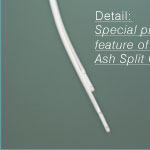 Detail:
Special
feature of
Ash Split